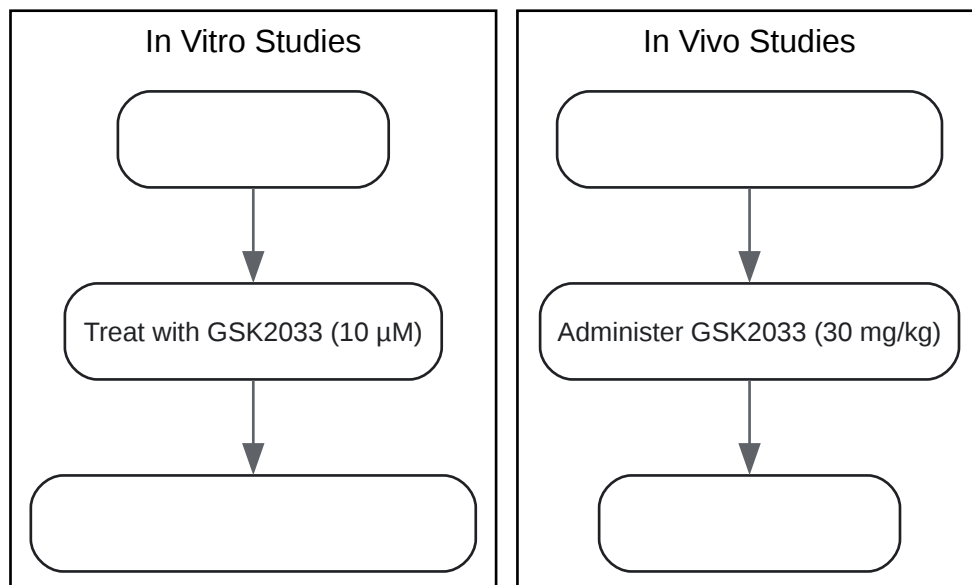 In Vitro Studies
Treat with GSK2033 (10 µM)
In Vivo Studies
Administer GSK2033 (30 mg/kg)